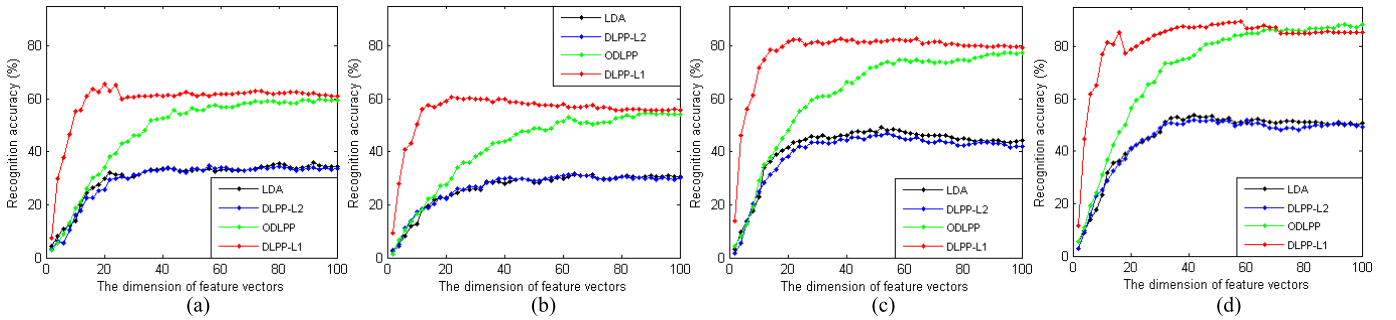 Recognition accuracy (%)
80
60
40
20
0
0 20 40 60 80 100
The dimension of feature vectors
LDA
DLPP-L2
ODLPP
DLPP-L1
(a)
Recognition accuracy (%)
80
60
40
20
0
0 20 40 60 80 100
The dimension of feature vectors
LDA
DLPP-L2
ODLPP
DLPP-L1
(b)
Recognition accuracy (%)
80
60
40
20
0
0 20 40 60 80 100
The dimension of feature vectors
LDA
DLPP-L2
ODLPP
DLPP-L1
(c)
Recognition accuracy (%)
80
60
40
20
0
0 20 40 60 80 100
The dimension of feature vectors
LDA
DLPP-L2
ODLPP
DLPP-L1
(d)